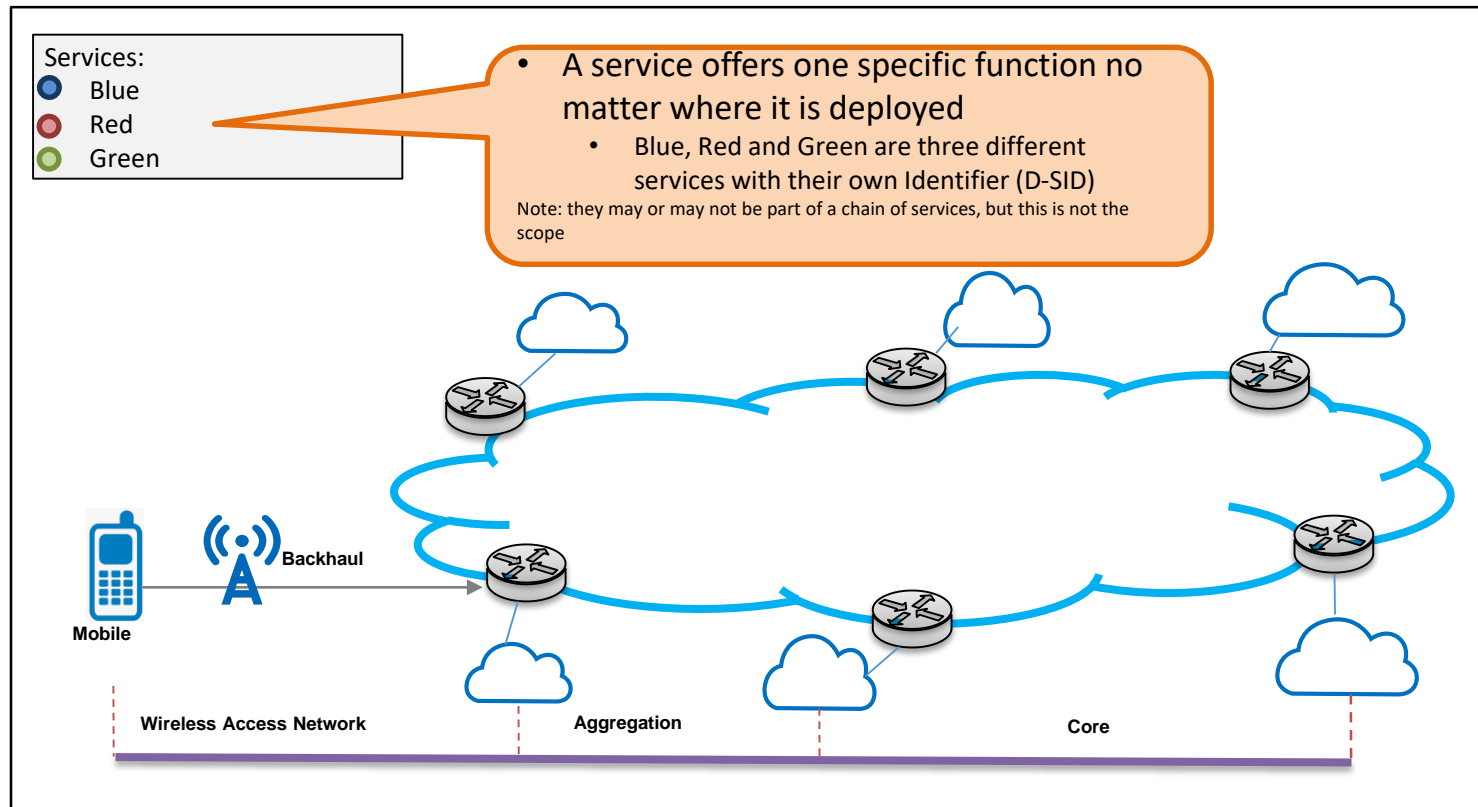 Services:
Blue
Red
Green
• A service offers one specific function no
matter where it is deployed
• Blue, Red and Green are three different
services with their own Identifier (D-SID)
Note: they may or may not be part of a chain of services, but this is not the
scope
Backhaul
Mobile
Wireless Access Network
Aggregation
Core